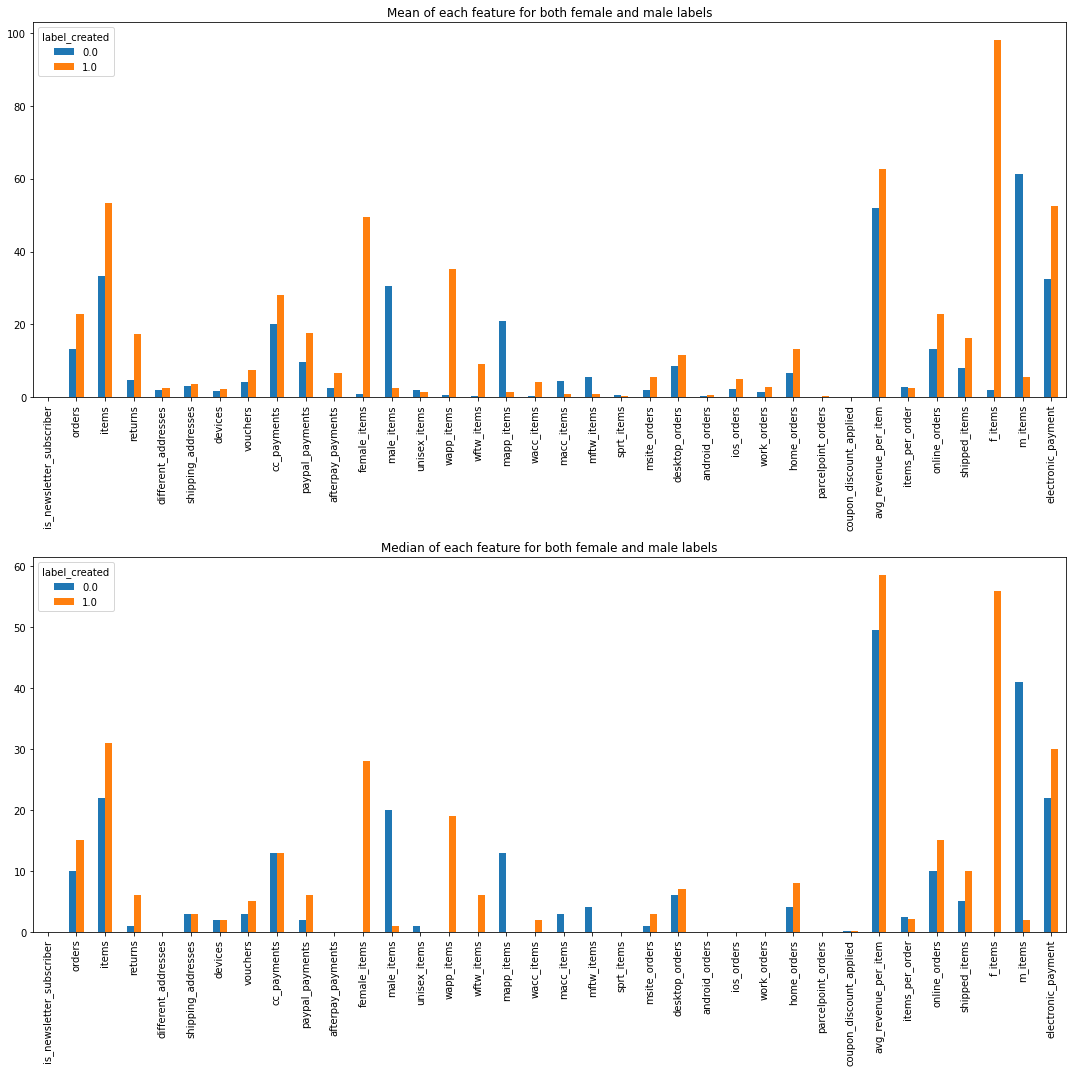 Mean of each feature for both female and male labels
label_created
0.0
1.0
100
80
60
40
20
0
is_newsletter_subscriber
orders
items
returns
different_addresses
shipping_addresses
devices
vouchers
cc_payments
paypal_payments
afterpay_payments
female_items
male_items
unisex_items
wapp_items
wftw_items
mapp_items
wacc_items
macc_items
mftw_items
sprt_items
msite_orders
desktop_orders
android_orders
ios_orders
work_orders
home_orders
parcelpoint_orders
coupon_discount_applied
avg_revenue_per_item
items_per_order
online_orders
shipped_items
f_items
m_items
electronic_payment
Median of each feature for both female and male labels
label_created
0.0
1.0
60
50
40
30
20
10
0
is_newsletter_subscriber
orders
items
returns
different_addresses
shipping_addresses
devices
vouchers
cc_payments
paypal_payments
afterpay_payments
female_items
male_items
unisex_items
wapp_items
wftw_items
mapp_items
wacc_items
macc_items
mftw_items
sprt_items
msite_orders
desktop_orders
android_orders
ios_orders
work_orders
home_orders
parcelpoint_orders
coupon_discount_applied
avg_revenue_per_item
items_per_order
online_orders
shipped_items
f_items
m_items
electronic_payment